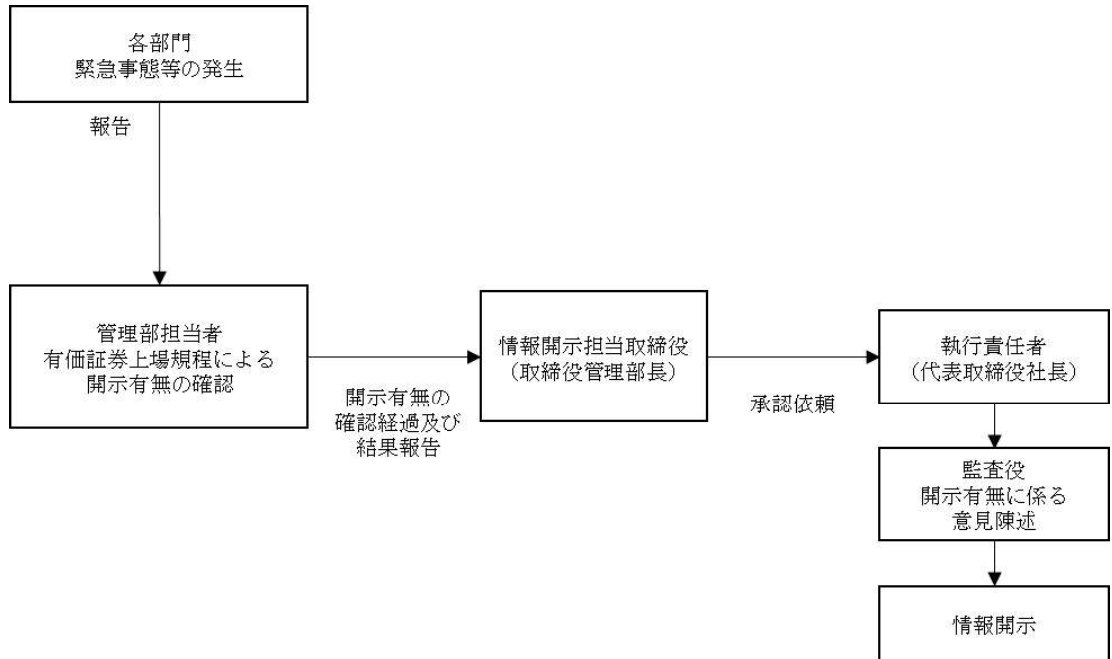 各部門
緊急事態等の発生
報告
管理部担当者
有価証券上場規程による
開示有無の確認
開示有無の
確認経過及び
結果報告
情報開示担当取締役
(取締役管理部長)
承認依頼
執行責任者
(代表取締役社長)
監査役
開示有無に係る
意見陳述
情報開示